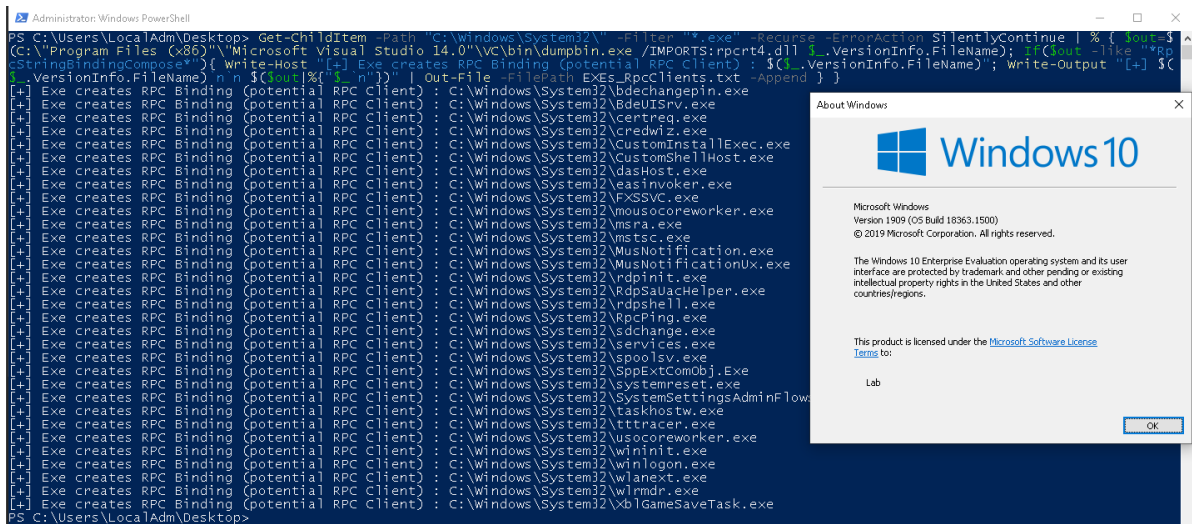 Administrator: Windows PowerShell
PS C:\Users\LocalAdm\Desktop> Get-ChildItem -Path "C:\Windows\System32\" -Filter "*.exe" -Recurse -ErrorAction SilentlyContinue | % { $out=$
(C:\"Program Files (x86)"\"Microsoft Visual Studio 14.0"\VC\bin\dumpbin.exe /IMPORTS:rpcrt4.dll $_.VersionInfo.FileName); If($out -like "*Rp
cStringBindingCompose*"){ Write-Host "[+] Exe creates RPC Binding (potential RPC Client) : $($_.VersionInfo.FileName)"; Write-Output "[+] $(
$_.VersionInfo.FileName)`n`n $($out|%{"$_`n"})" | Out-File -FilePath EXEs_RpcClients.txt -Append } }
[+] Exe creates RPC Binding (potential RPC Client) : C:\Windows\System32\bdechangepin.exe
[+] Exe creates RPC Binding (potential RPC Client) : C:\Windows\System32\BdeUISrv.exe
[+] Exe creates RPC Binding (potential RPC Client) : C:\Windows\System32\certreq.exe
[+] Exe creates RPC Binding (potential RPC Client) : C:\Windows\System32\credwiz.exe
[+] Exe creates RPC Binding (potential RPC Client) : C:\Windows\System32\CustomInstallExec.exe
[+] Exe creates RPC Binding (potential RPC Client) : C:\Windows\System32\CustomShellHost.exe
[+] Exe creates RPC Binding (potential RPC Client) : C:\Windows\System32\dasHost.exe
[+] Exe creates RPC Binding (potential RPC Client) : C:\Windows\System32\easinvoker.exe
[+] Exe creates RPC Binding (potential RPC Client) : C:\Windows\System32\FXSSVC.exe
[+] Exe creates RPC Binding (potential RPC Client) : C:\Windows\System32\mousocoreworker.exe
[+] Exe creates RPC Binding (potential RPC Client) : C:\Windows\System32\msra.exe
[+] Exe creates RPC Binding (potential RPC Client) : C:\Windows\System32\mstsc.exe
[+] Exe creates RPC Binding (potential RPC Client) : C:\Windows\System32\MusNotification.exe
[+] Exe creates RPC Binding (potential RPC Client) : C:\Windows\System32\MusNotificationUx.exe
[+] Exe creates RPC Binding (potential RPC Client) : C:\Windows\System32\rdpinit.exe
[+] Exe creates RPC Binding (potential RPC Client) : C:\Windows\System32\RdpSaUacHelper.exe
[+] Exe creates RPC Binding (potential RPC Client) : C:\Windows\System32\rdpshell.exe
[+] Exe creates RPC Binding (potential RPC Client) : C:\Windows\System32\RpcPing.exe
[+] Exe creates RPC Binding (potential RPC Client) : C:\Windows\System32\sdchange.exe
[+] Exe creates RPC Binding (potential RPC Client) : C:\Windows\System32\services.exe
[+] Exe creates RPC Binding (potential RPC Client) : C:\Windows\System32\spoolsv.exe
[+] Exe creates RPC Binding (potential RPC Client) : C:\Windows\System32\SppExtComObj.Exe
[+] Exe creates RPC Binding (potential RPC Client) : C:\Windows\System32\systemreset.exe
[+] Exe creates RPC Binding (potential RPC Client) : C:\Windows\System32\SystemSettingsAdminFlow
[+] Exe creates RPC Binding (potential RPC Client) : C:\Windows\System32\taskhostw.exe
[+] Exe creates RPC Binding (potential RPC Client) : C:\Windows\System32\tttracer.exe
[+] Exe creates RPC Binding (potential RPC Client) : C:\Windows\System32\usocoreworker.exe
[+] Exe creates RPC Binding (potential RPC Client) : C:\Windows\System32\wininit.exe
[+] Exe creates RPC Binding (potential RPC Client) : C:\Windows\System32\winlogon.exe
[+] Exe creates RPC Binding (potential RPC Client) : C:\Windows\System32\wlanext.exe
[+] Exe creates RPC Binding (potential RPC Client) : C:\Windows\System32\wlrmdr.exe
[+] Exe creates RPC Binding (potential RPC Client) : C:\Windows\System32\XblGameSaveTask.exe
PS C:\Users\LocalAdm\Desktop>
About Windows
Windows 10
Microsoft Windows
Version 1909 (OS Build 18363.1500)
© 2019 Microsoft Corporation. All rights reserved.
The Windows 10 Enterprise Evaluation operating system and its user
interface are protected by trademark and other pending or existing
intellectual property rights in the United States and other
countries/regions.
This product is licensed under the Microsoft Software License
Terms to:
Lab
OK